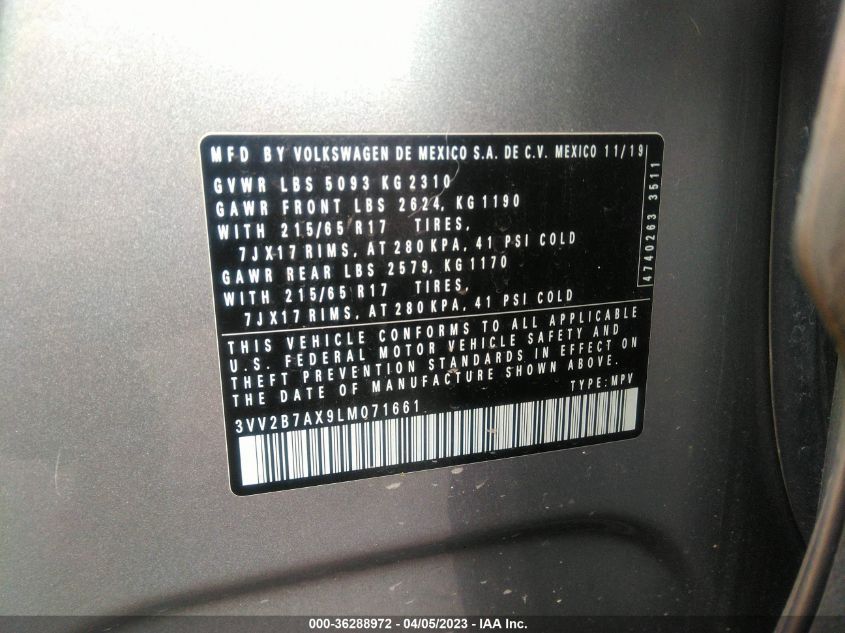 MFD BY VOLKSWAGEN DE MEXICO S.A. DE C.V. MEXICO 11/19
GVWR LBS 5093 KG 2310
GAWR FRONT LBS 2624, KG 1190
WITH 215/65 R17 TIRES,
7JX17 RIMS, AT 280 KPA, 41 PSI COLD
GAWR REAR LBS 2579, KG 1170
WITH 215/65 R17 TIRES,
7JX17 RIMS, AT 280 KPA, 41 PSI COLD
4740263 3511
THIS VEHICLE CONFORMS TO ALL APPLICABLE
U.S. FEDERAL MOTOR VEHICLE SAFETY AND
THEFT PREVENTION STANDARDS IN EFFECT ON
THE DATE OF MANUFACTURE SHOWN ABOVE.
TYPE: MPV
3VV2B7AX9LM071661
000-36288972 - 04/05/2023 - IAA Inc.